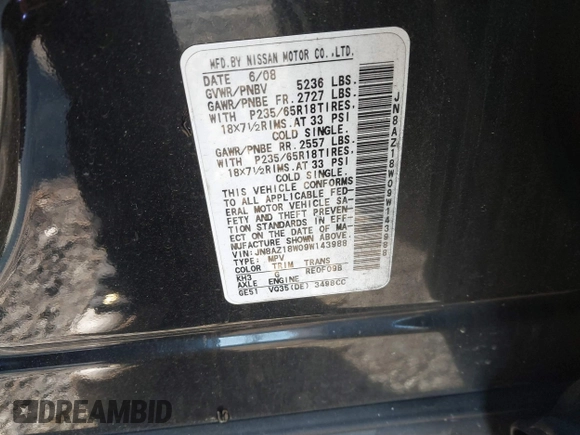 MFD.BY NISSAN MOTOR CO.,LTD.
DATE 6/08
GVWR/PNBV 5236 LBS.
GAWR/PNBE FR. 2727 LBS.
WITH P235/65R18TIRES,
18X7½RIMS.AT 33 PSI
COLD SINGLE.
GAWR/PNBE RR. 2557 LBS.
WITH P235/65R18TIRES,
18X7½RIMS.AT 33 PSI
COLD SINGLE.
THIS VEHICLE CONFORMS
TO ALL APPLICABLE FED-
ERAL MOTOR VEHICLE SA-
FETY AND THEFT PREVEN-
TION STANDARDS IN EFF-
ECT ON THE DATE OF MA-
NUFACTURE SHOWN ABOVE.
VIN: JN8AZ18W09W143988
TYPE: MPV
COLOR TRIM TRANS
KH3 G RE0F09B
AXLE ENGINE
GE51 VQ35(DE) 3498CC
JN8AZ18W09W143988
DREAMBID